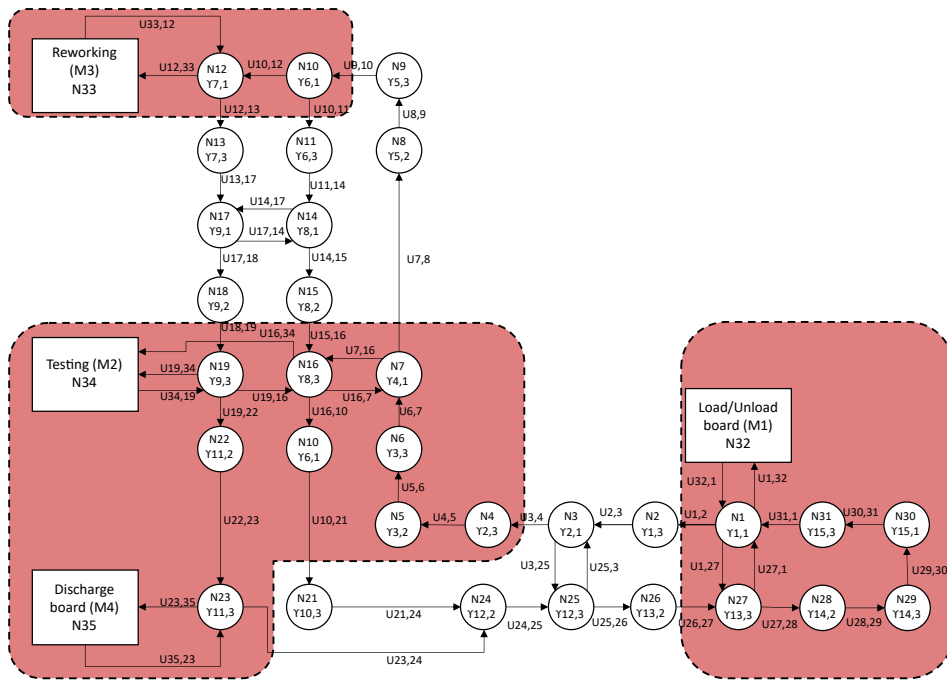 U33,12
Reworking
(M3)
N33
U12,33
N12
Y7,1
U10,12
N10
Y6,1
U9,10
N9
Y5,3
U12,13
U10,11
U8,9
N13
Y7,3
N11
Y6,3
N8
Y5,2
U13,17
U11,14
N17
Y9,1
U14,17
U17,14
N14
Y8,1
U7,8
U17,18
U14,15
N18
Y9,2
N15
Y8,2
U18,19
U16,34
U15,16
U7,16
Testing (M2)
N34
U19,34
U34,19
N19
Y9,3
U19,16
N16
Y8,3
U16,7
N7
Y4,1
U19,22
U16,10
U6,7
Load/Unload
board (M1)
N32
N22
Y11,2
N10
Y6,1
N6
Y3,3
U5,6
U32,1
U1,32
U22,23
U10,21
N5
Y3,2
U4,5
N4
Y2,3
U3,4
N3
Y2,1
U2,3
N2
Y1,3
U1,2
N1
Y1,1
U31,1
N31
Y15,3
U30,31
N30
Y15,1
U3,25
U25,3
U1,27
U27,1
U29,30
Discharge
board (M4)
N35
U23,35
U35,23
N23
Y11,3
N21
Y10,3
U21,24
N24
Y12,2
U24,25
N25
Y12,3
U25,26
N26
Y13,2
U26,27
N27
Y13,3
U27,28
N28
Y14,2
U28,29
N29
Y14,3
U23,24